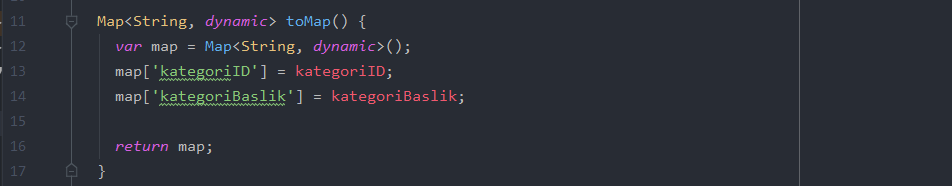 11 Map<String, dynamic> toMap() {
12 var map = Map<String, dynamic>();
13 map['kategoriID'] = kategoriID;
14 map['kategoriBaslik'] = kategoriBaslik;
15
16 return map;
17 }